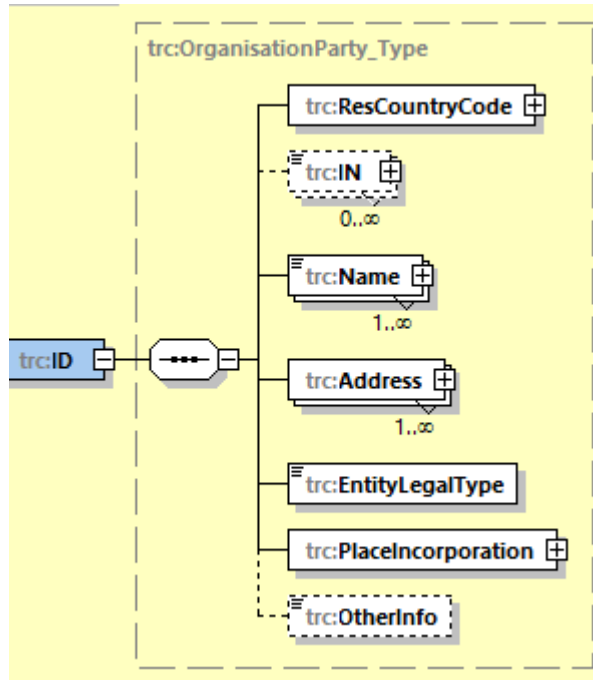 trc:OrganisationParty_Type
trc:ResCountryCode
trc:IN
0..∞
trc:Name
1..∞
trc:ID
trc:Address
1..∞
trc:EntityLegalType
trc:PlaceIncorporation
trc:OtherInfo